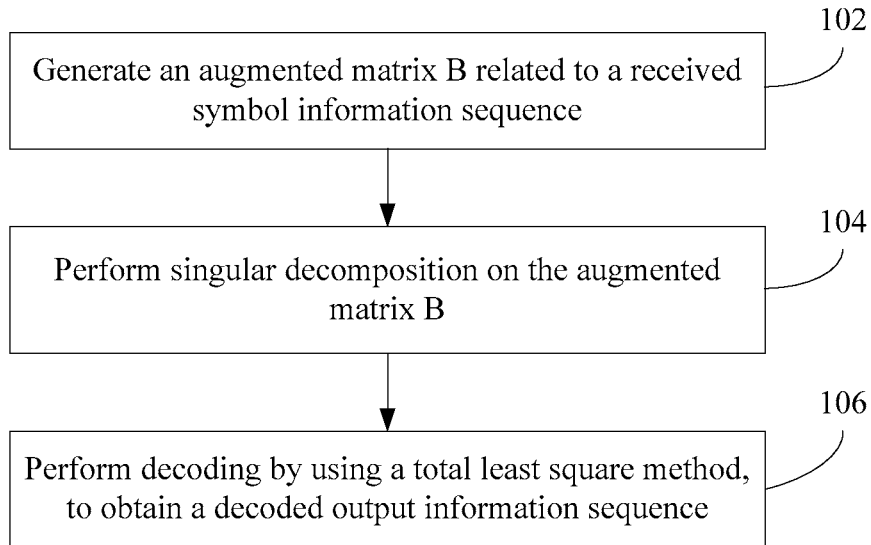 102
Generate an augmented matrix B related to a received
symbol information sequence
104
Perform singular decomposition on the augmented
matrix B
106
Perform decoding by using a total least square method,
to obtain a decoded output information sequence